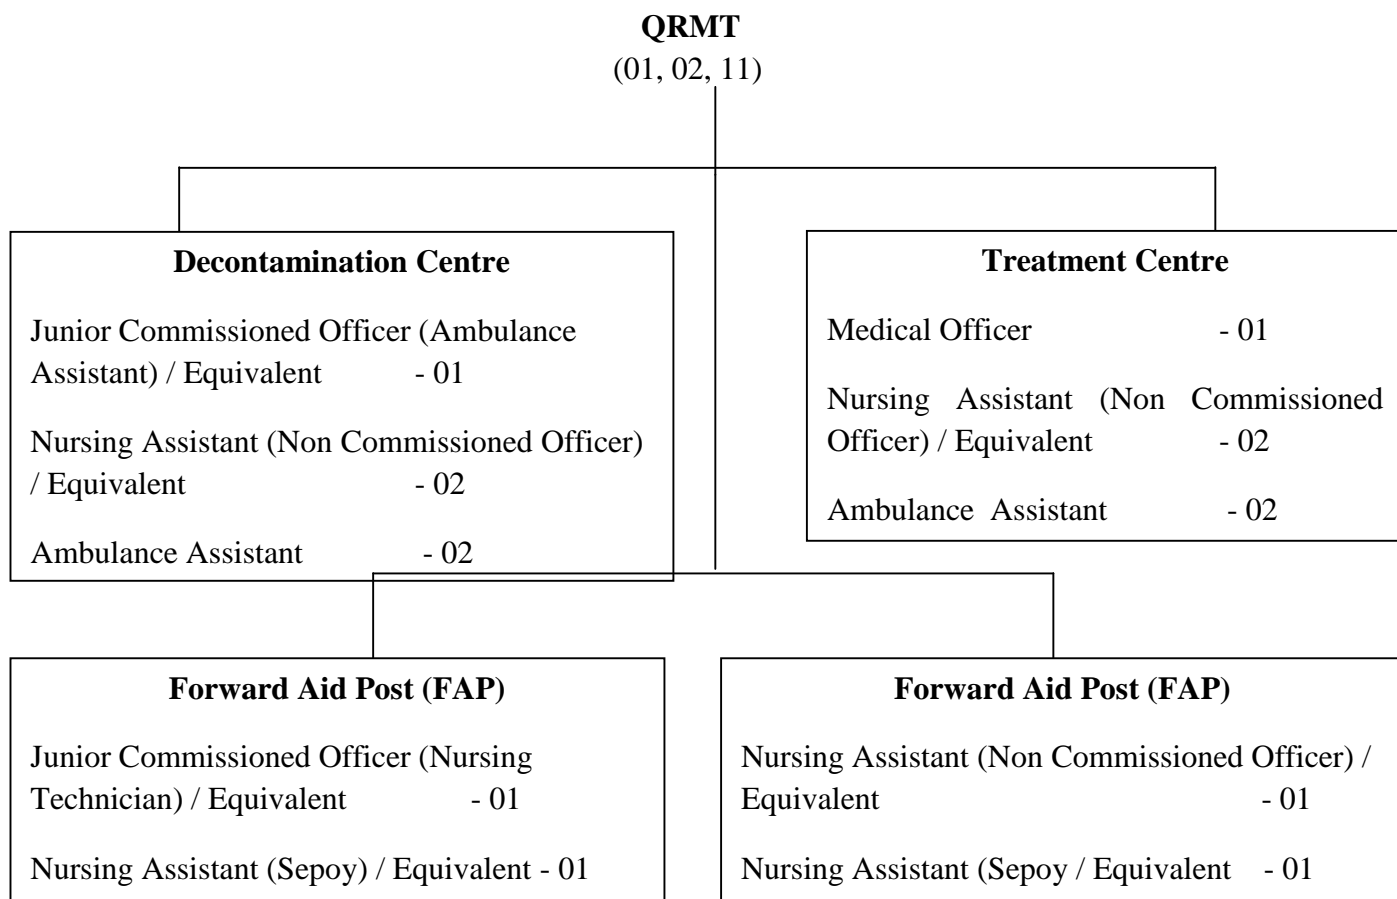 QRMT
(01, 02, 11)
Decontamination Centre
Junior Commissioned Officer (Ambulance
Assistant) / Equivalent - 01
Nursing Assistant (Non Commissioned Officer)
/ Equivalent - 02
Ambulance Assistant - 02
Treatment Centre
Medical Officer - 01
Nursing Assistant (Non Commissioned
Officer) / Equivalent - 02
Ambulance Assistant - 02
Forward Aid Post (FAP)
Junior Commissioned Officer (Nursing
Technician) / Equivalent - 01
Nursing Assistant (Sepoy) / Equivalent - 01
Forward Aid Post (FAP)
Nursing Assistant (Non Commissioned Officer) /
Equivalent - 01
Nursing Assistant (Sepoy / Equivalent - 01